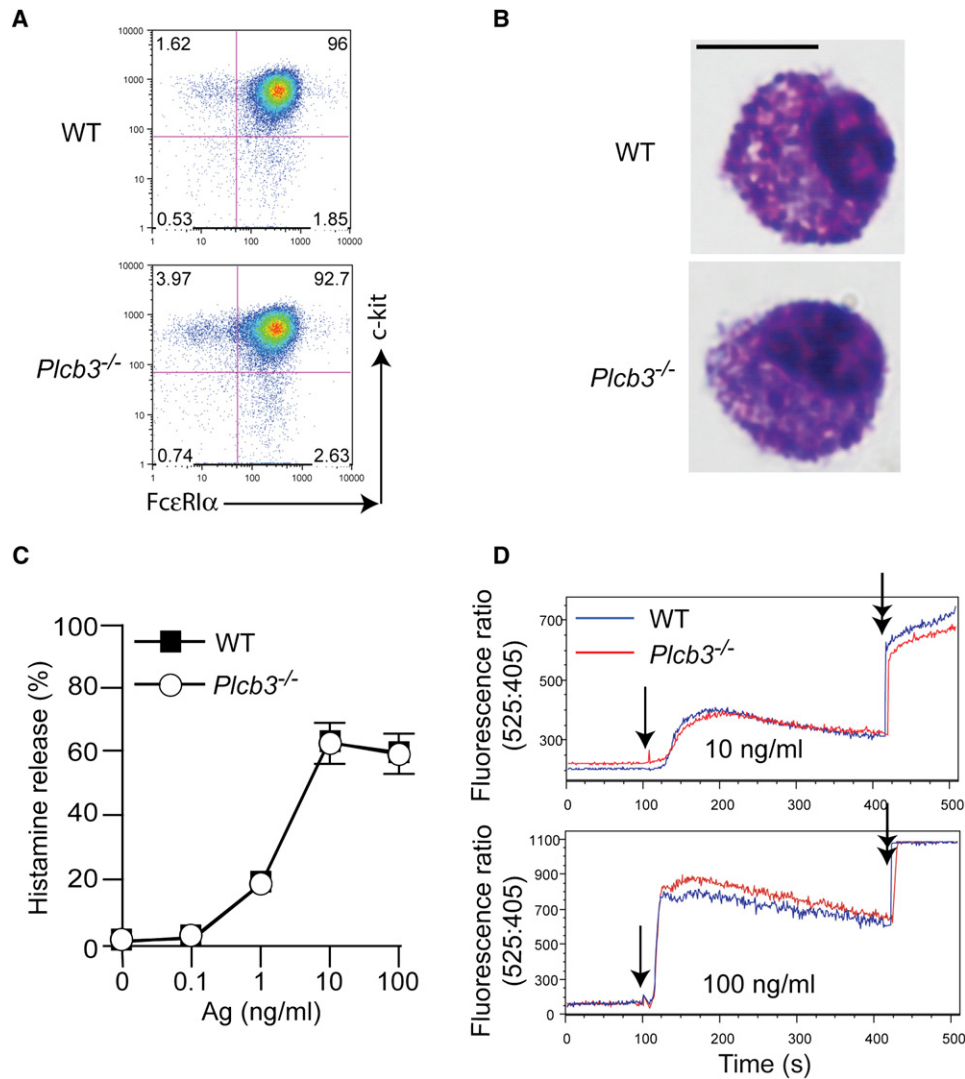 A
10000
1.62
96
1000
WT
100
10
0.53
1.85
1
1
10
100
1000
10000
10000
3.97
92.7
1000
c-kit
Plcb3-/-
100
10
0.74
2.63
1
1
10
100
1000
10000
FcεRIα
B
WT
Plcb3-/-
C
Histamine release (%)
100
80
60
40
20
0
WT
Plcb3-/-
0
0.1
1
10
100
Ag (ng/ml)
D
Fluorescence ratio
(525:405)
700
500
300
WT
Plcb3-/-
10 ng/ml
0
100
200
300
400
500
Fluorescence ratio
(525:405)
1100
9000
700
500
300
0
100 ng/ml
0
100
200
300
400
500
Time (s)